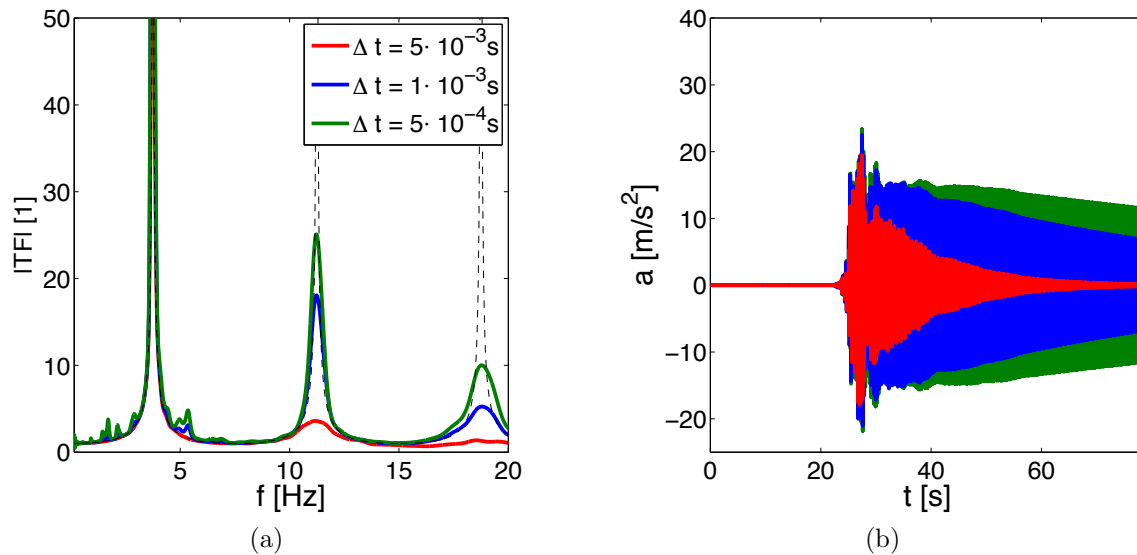 50
40
30
20
10
0
|TF| [1]
Δ t = 5· 10⁻³s
Δ t = 1· 10⁻³s
Δ t = 5· 10⁻⁴s
5 10 15 20
f [Hz]
(a)
40
30
20
10
0
−10
−20
a [m/s²]
0 20 40 60
t [s]
(b)